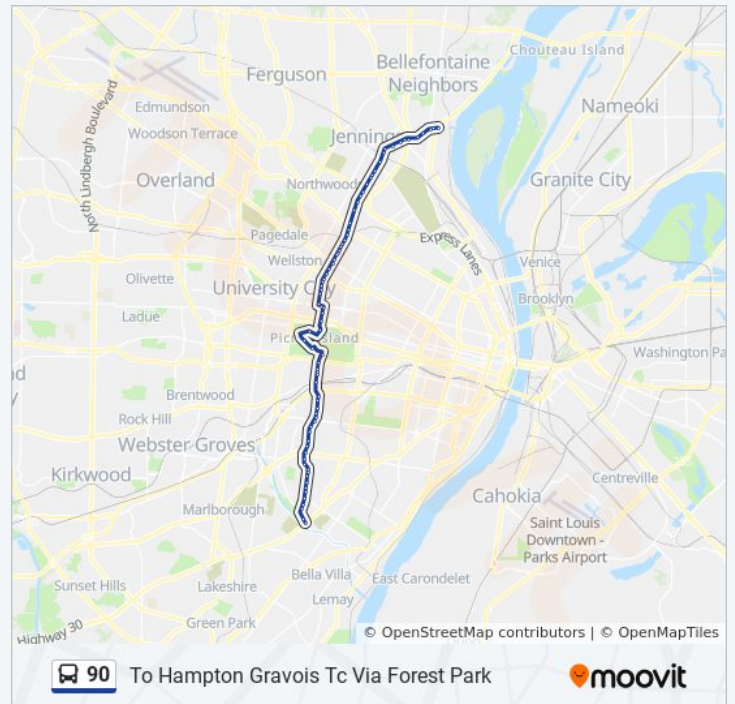 Chouteau Island
Bellefontaine
Neighbors
Ferguson
Edmundson
Nameoki
Woodson Terrace
Jennings
North Lindbergh Boulevard
Overland
Northwoods
Granite City
Pagedale
Express Lanes
Wellston
Venice
Olivette
University City
Brooklyn
Ladue
Island
Washington Pa
Brentwood
Rock Hill
Webster Groves
Kirkwood
Centreville
Cahokia
Marlborough
Saint Louis
Downtown -
Parks Airport
Bella Villa
East Carondelet
Sunset Hills
Lakeshire
Lemay
Green Park
Highway 30
© OpenStreetMap contributors | © OpenMapTiles
90 To Hampton Gravois Tc Via Forest Park
moovit